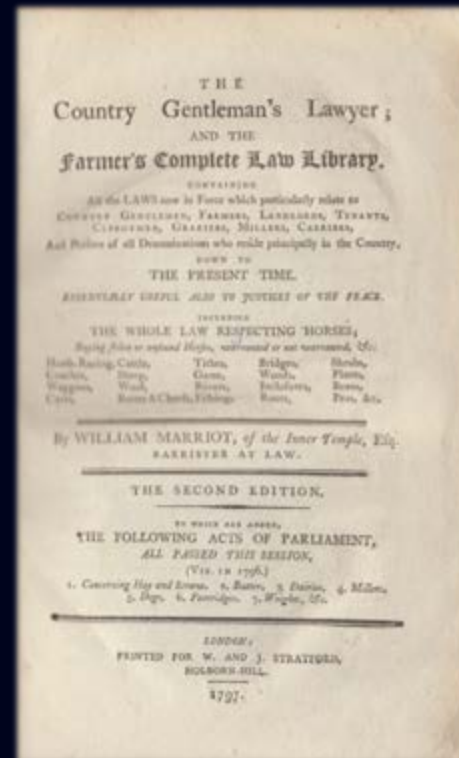 THE
Country Gentleman's Lawyer;
AND THE
Farmer's Complete Law Library.
CONTAINING
All the LAWS now in Force which particularly relate to
COUNTRY GENTLEMEN, FARMERS, LANDLORDS, TENANTS,
CLERGYMEN, GRAZIERS, MILLERS, CARRIERS,
And Persons of all Denominations who reside principally in the Country,
DOWN TO
THE PRESENT TIME.
ESSENTIALLY USEFUL ALSO TO JUSTICES OF THE PEACE.
INCLUDING
THE WHOLE LAW RESPECTING HORSES;
Buying stolen or unsound Horses, warranted or not warranted, &c.
Horse-Racing, Cattle, Tithes, Bridges, Shrubs,
Coaches, Sheep, Game, Woods, Plants,
Waggons, Wool, Rivers, Inclosures,
Carts, Fishings, Peas, &c.
By WILLIAM MARRIOT, of the Inner Temple, Esq.
BARRISTER AT LAW.
THE SECOND EDITION.
TO WHICH ARE ADDED,
THE FOLLOWING ACTS OF PARLIAMENT,
ALL PASSED THIS SESSION,
(VIZ. IN 1796.)
1. Concerning Hay and Straw. 2. Butter, 3. Dairies, 4. Millers,
5. Dogs, 6. Partridges, 7. Weights, &c.
LONDON:
PRINTED FOR W. AND J. STRATFORD,
HOLBORN-HILL.
1797.